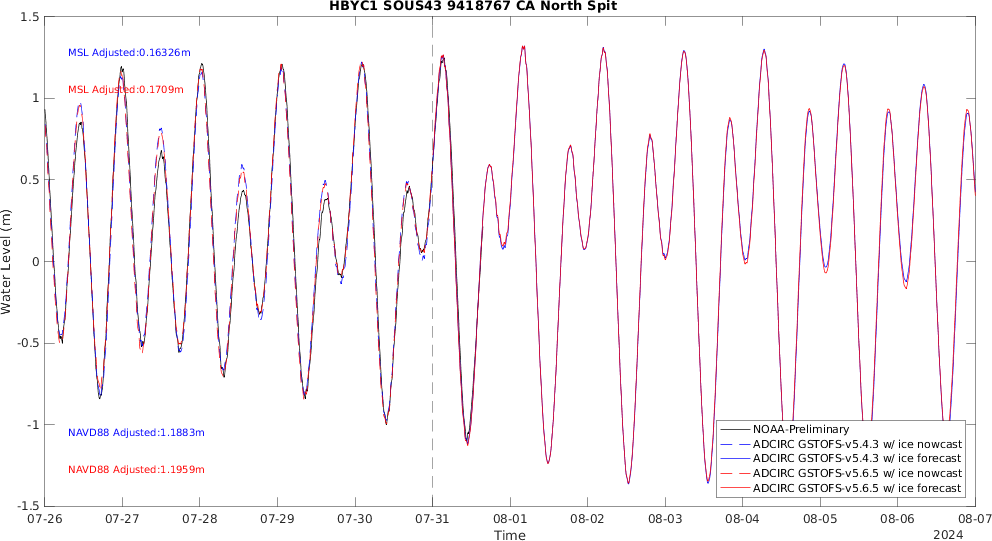 HBYC1 SOUS43 9418767 CA North Spit
1.5
1
0.5
0
-0.5
-1
-1.5
Water Level (m)
MSL Adjusted:0.16326m
MSL Adjusted:0.1709m
NAVD88 Adjusted:1.1883m
NAVD88 Adjusted:1.1959m
NOAA-Preliminary
ADCIRC GSTOFS-v5.4.3 w/ ice nowcast
ADCIRC GSTOFS-v5.4.3 w/ ice forecast
ADCIRC GSTOFS-v5.6.5 w/ ice nowcast
ADCIRC GSTOFS-v5.6.5 w/ ice forecast
07-26 07-27 07-28 07-29 07-30 07-31 08-01 08-02 08-03 08-04 08-05 08-06 08-07
Time
2024